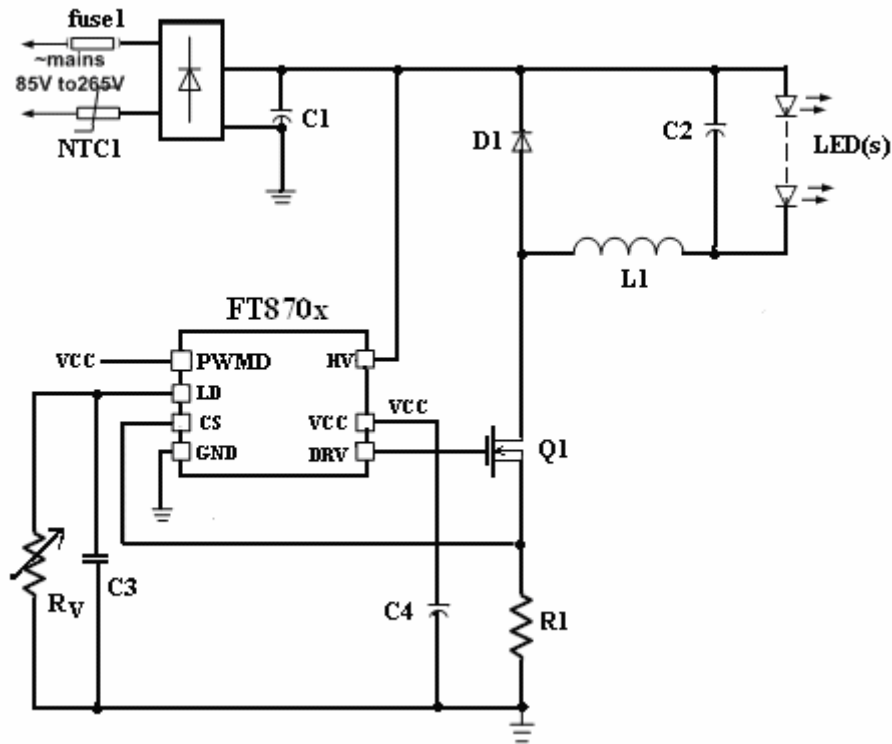 fuse1
~mains
85V to265V
NTC1
C1
D1
C2
LED(s)
L1
FT870x
VCC
PWMD
HV
LD
CS
VCC
VCC
GND
DRV
Q1
RV
C3
C4
R1